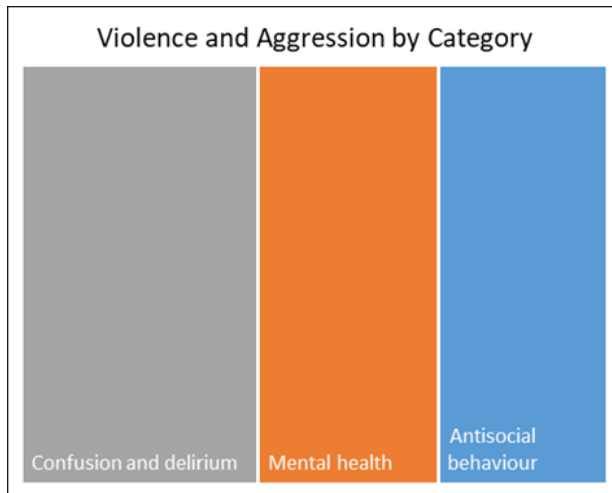 Violence and Aggression by Category
Confusion and delirium
Mental health
Antisocial
behaviour